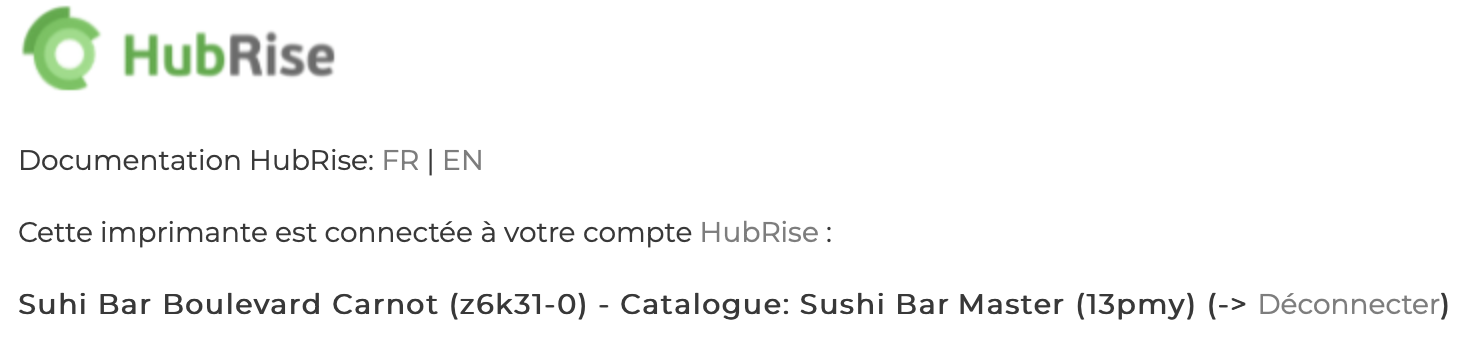 HubRise
Documentation HubRise: FR | EN
Cette imprimante est connectée à votre compte HubRise :
Suhi Bar Boulevard Carnot (z6k31-0) - Catalogue: Sushi Bar Master (13pmy) (-> Déconnecter)